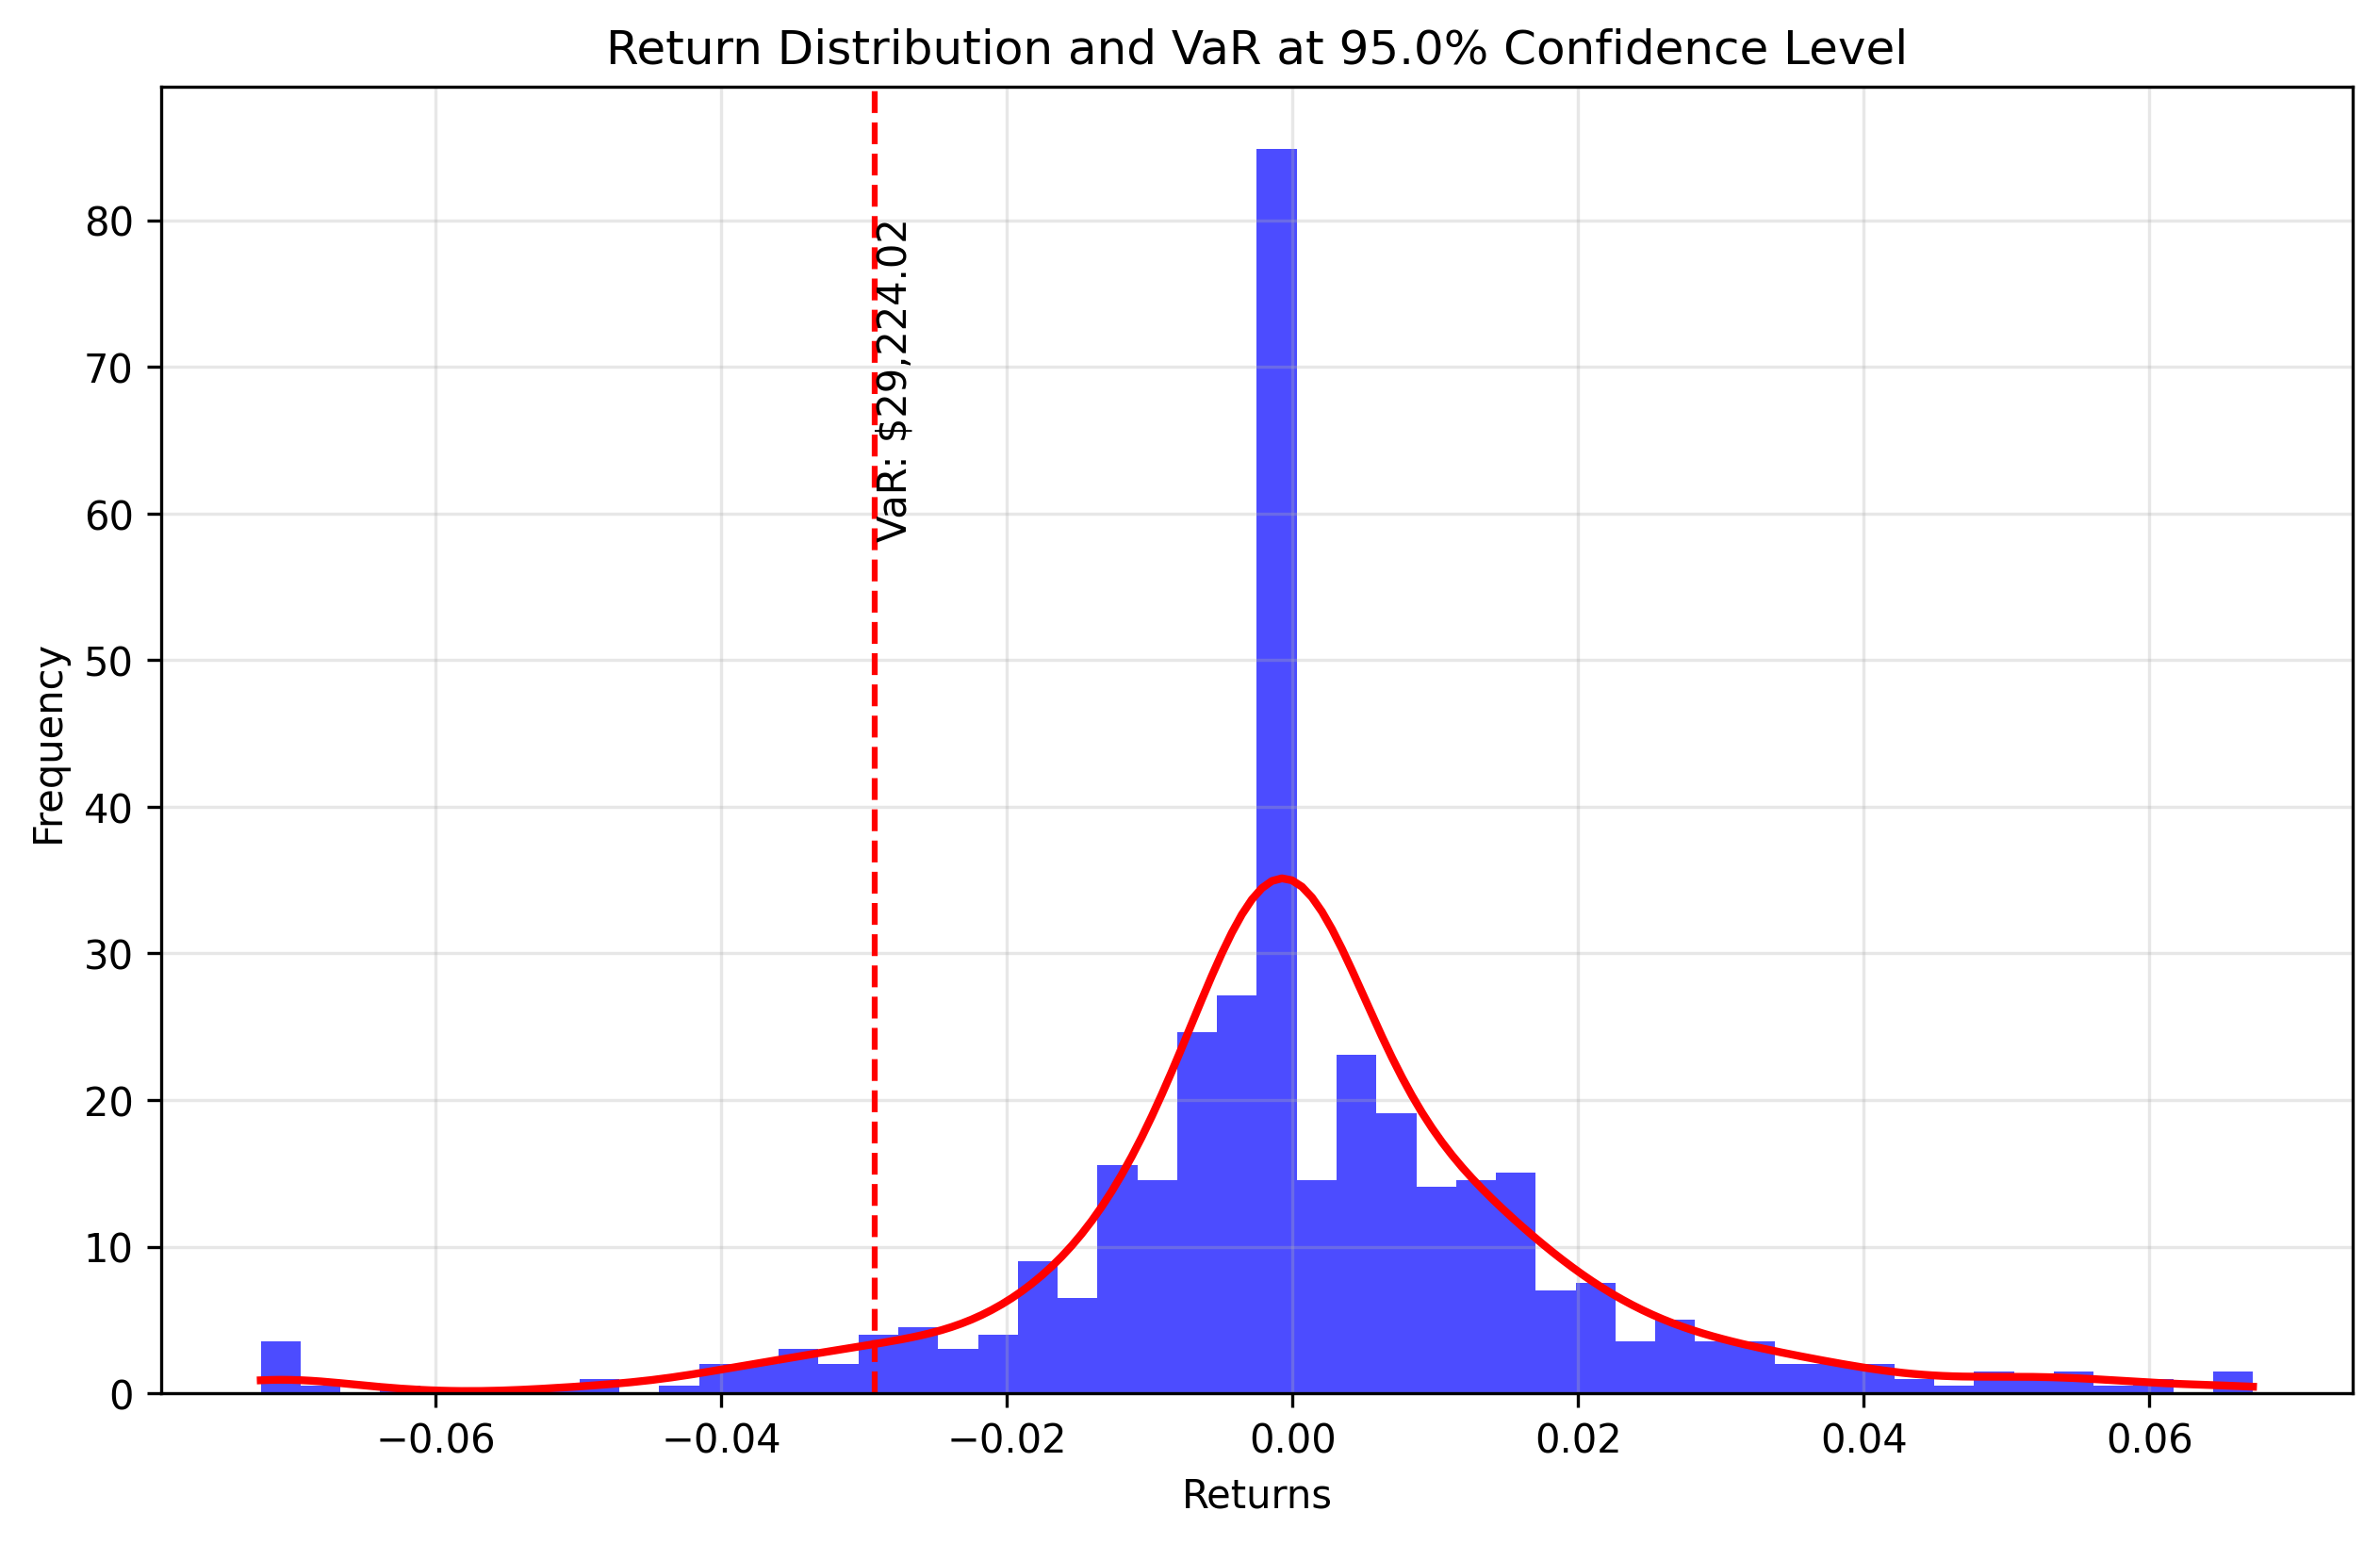 Return Distribution and VaR at 95.0% Confidence Level
Frequency
80
70
60
50
40
30
20
10
0
VaR: $29,224.02
−0.06 −0.04 −0.02 0.00 0.02 0.04 0.06
Returns